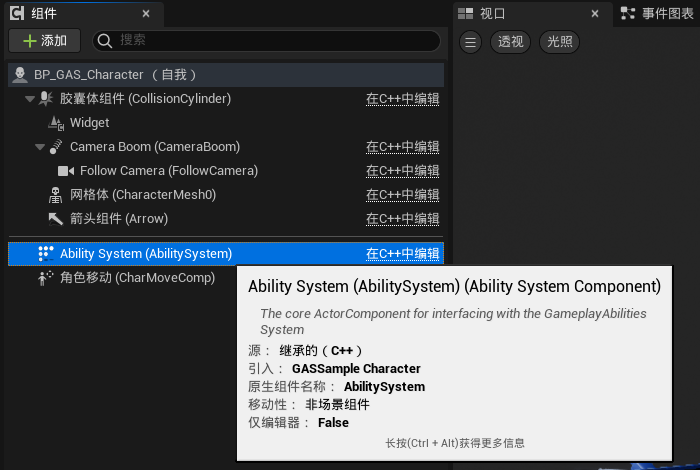 组件
视口
事件图表
添加
搜索
透视
光照
BP_GAS_Character （自我）
胶囊体组件 (CollisionCylinder) 在C++中编辑
Widget
Camera Boom (CameraBoom) 在C++中编辑
Follow Camera (FollowCamera) 在C++中编辑
网格体 (CharacterMesh0) 在C++中编辑
箭头组件 (Arrow) 在C++中编辑
Ability System (AbilitySystem) 在C++中编辑
角色移动 (CharMoveComp)
Ability System (AbilitySystem) (Ability System Component)
The core ActorComponent for interfacing with the GameplayAbilities
System
源： 继承的（C++）
引入： GASSample Character
原生组件名称： AbilitySystem
移动性： 非场景组件
仅编辑器： False
长按(Ctrl + Alt)获得更多信息